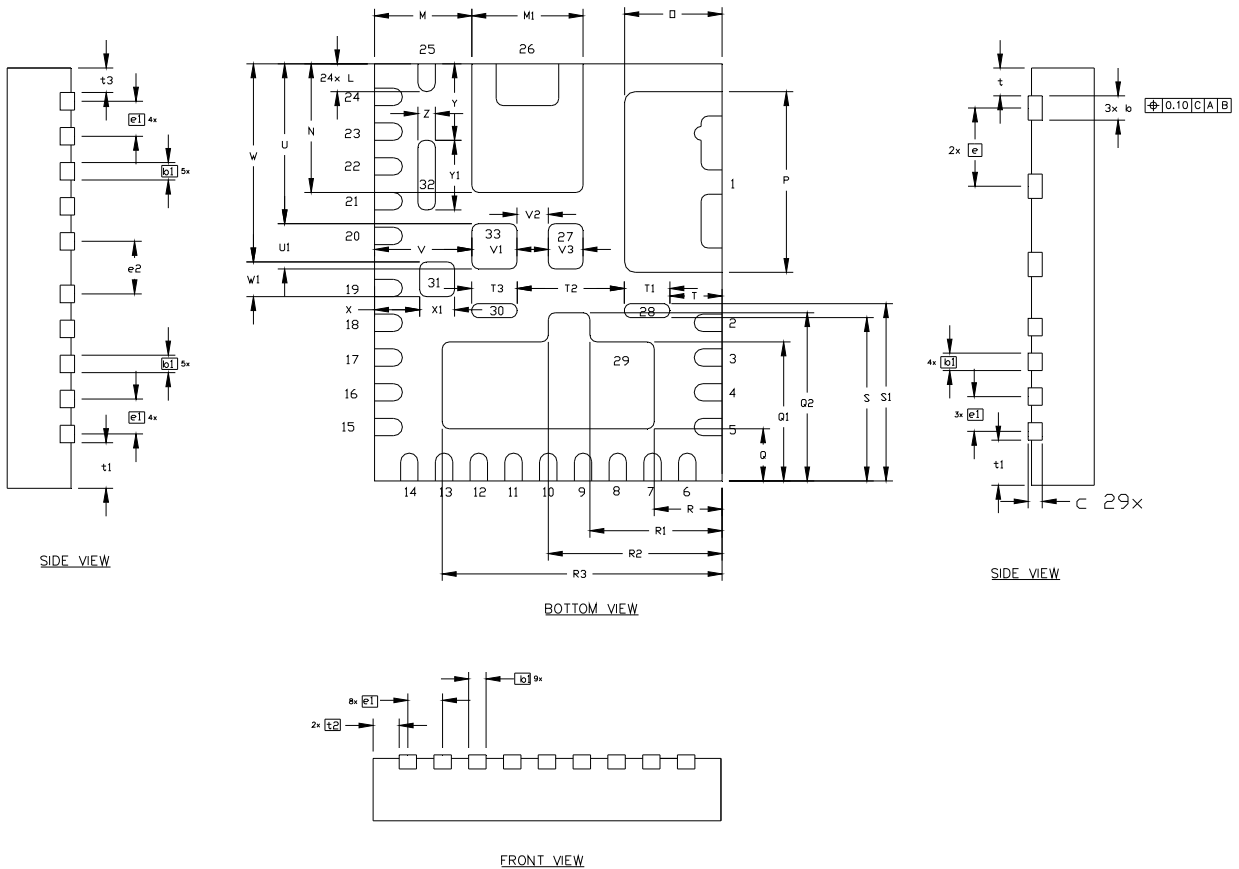 M
M1
O
25
26
24x L
t3
t
24
e1 4x
3x b
⌖ 0.10 C A B
Z
Y
N
U
W
23
2x e
22
b1 5x
32
Y1
P
1
21
V2
20
33
27
U1
V
V1
V3
e2
31
W1
19
T3
T2
T1
T
X
X1
30
28
18
2
17
29
3
b1 5x
4x b1
16
4
S
S1
Q1
Q2
e1 4x
3x e1
15
5
Q
t1
t1
14
13
12
11
10
9
8
7
6
c 29x
R
R1
R2
R3
SIDE VIEW
SIDE VIEW
BOTTOM VIEW
b1 9x
8x e1
2x t2
FRONT VIEW